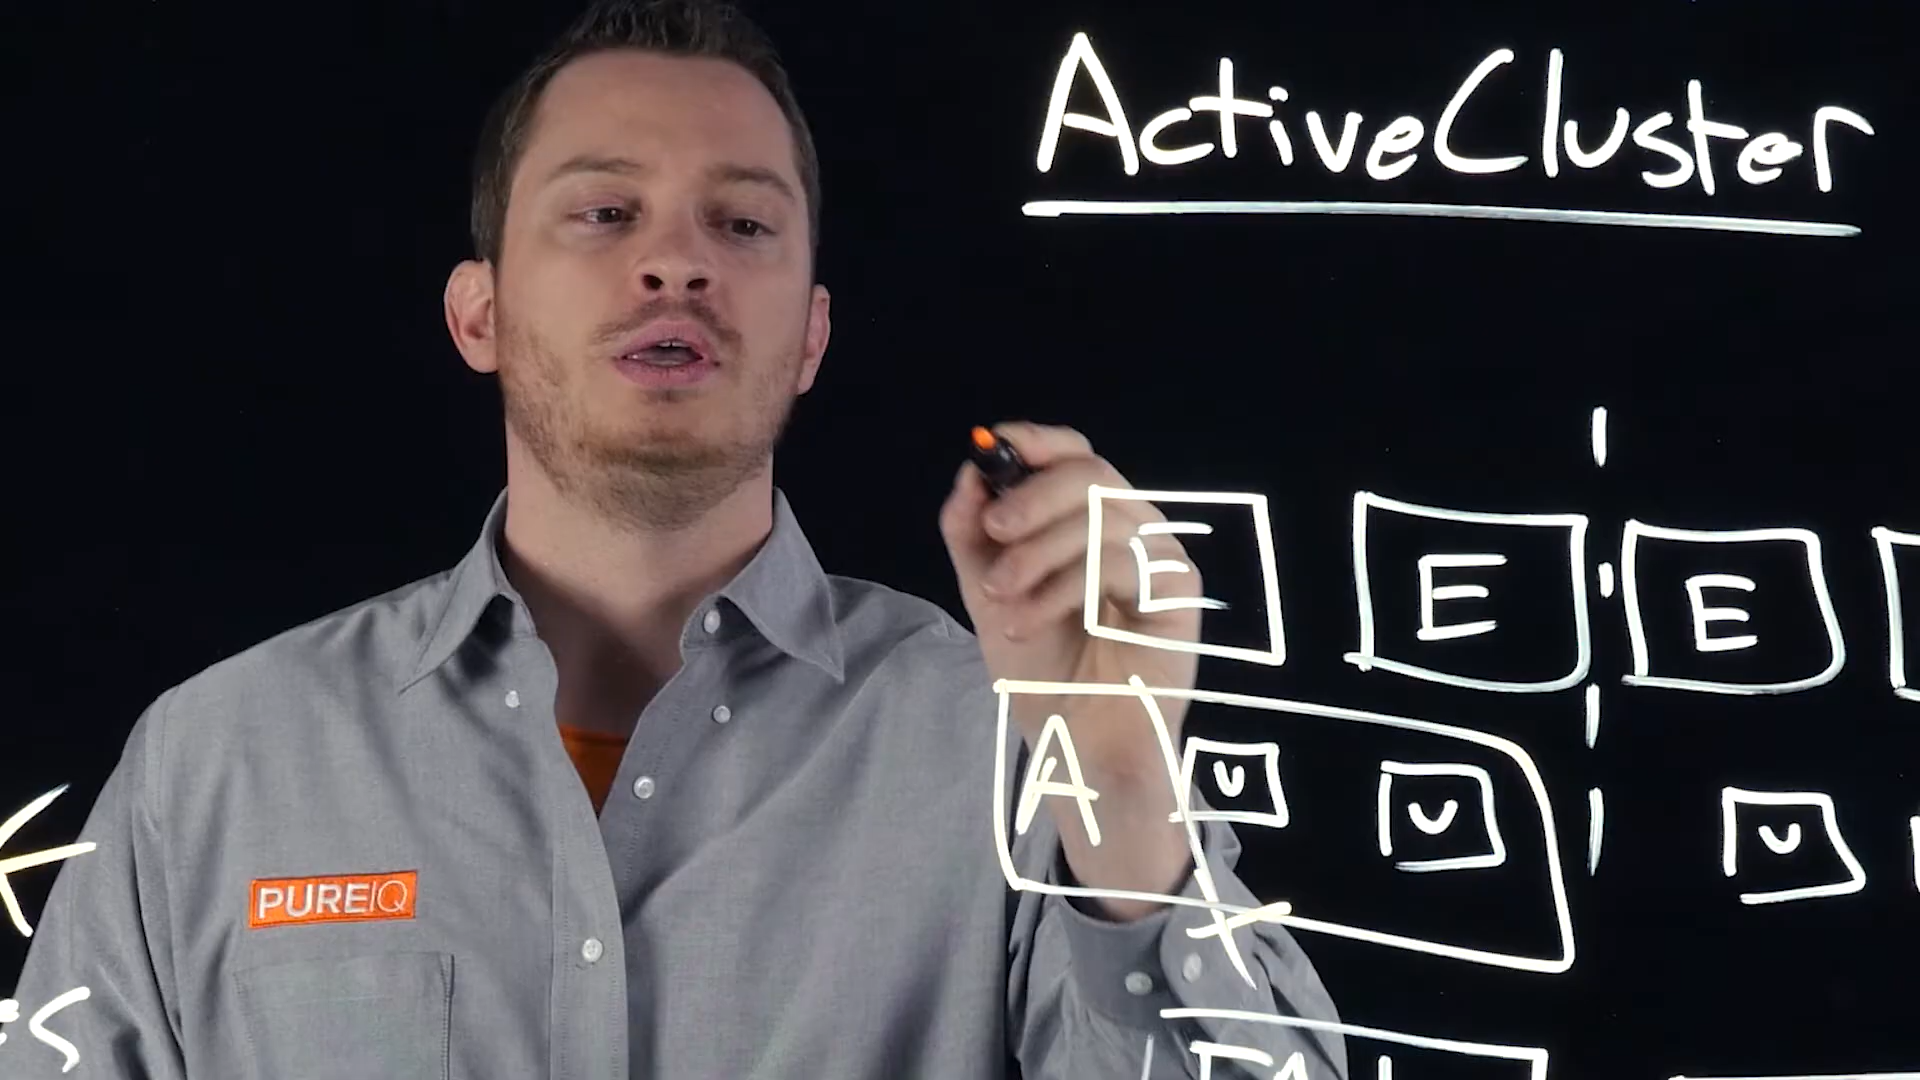 ActiveCluster
E E E
A U U U
PUREIQ